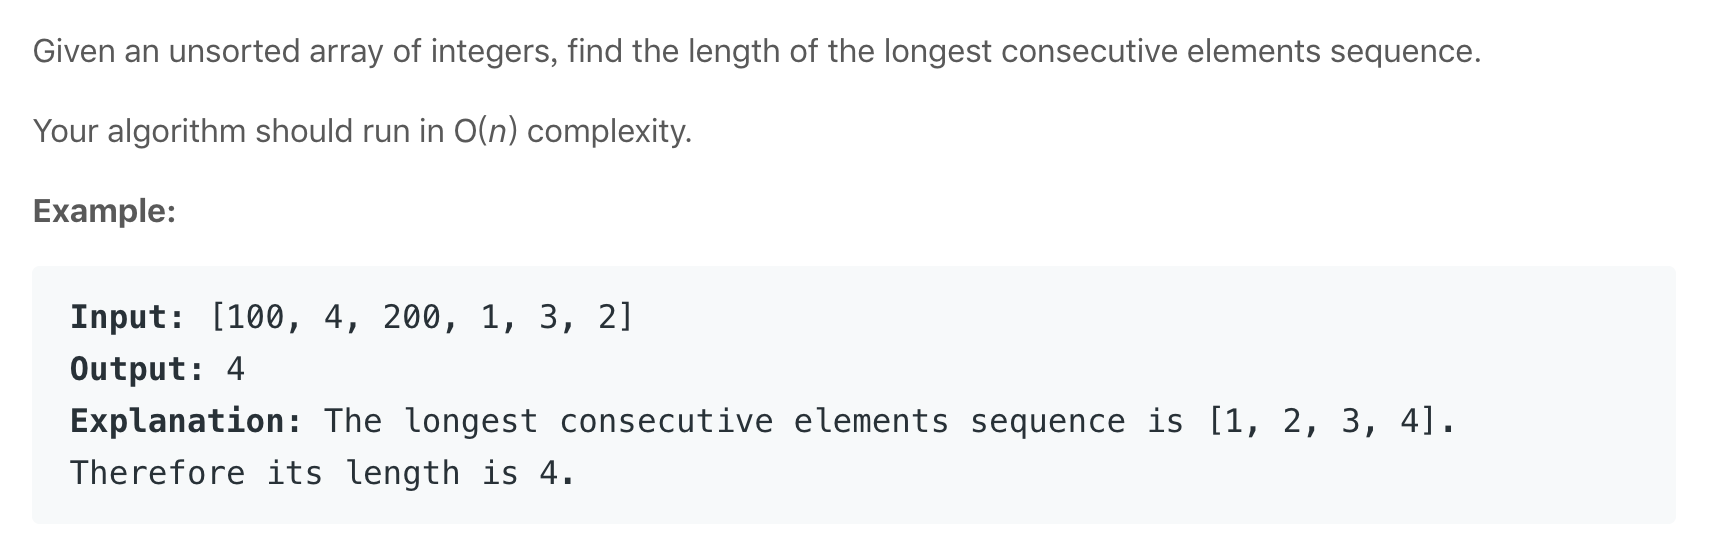 Given an unsorted array of integers, find the length of the longest consecutive elements sequence.
Your algorithm should run in O(n) complexity.
Example:
Input: [100, 4, 200, 1, 3, 2]
Output: 4
Explanation: The longest consecutive elements sequence is [1, 2, 3, 4].
Therefore its length is 4.